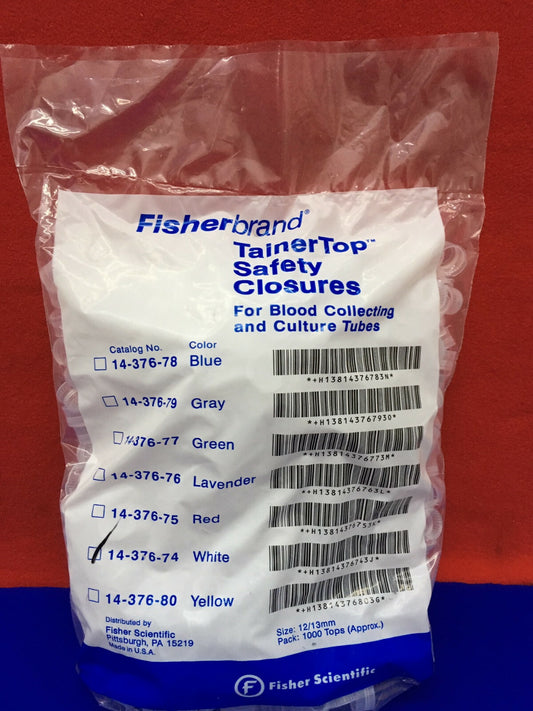 Fisherbrand®
TainerTop™
Safety
Closures
For Blood Collecting
and Culture Tubes
Catalog No. Color
14-376-78 Blue
*+H13814376783N*
14-376-79 Gray
*+H13814376793O*
14-376-77 Green
*+H13814376773M*
14-376-76 Lavender
*+H13814376763L*
14-376-75 Red
*+H13814376753K*
14-376-74 White
*+H13814376743J*
14-376-80 Yellow
*+H13814376803G*
Distributed by
Fisher Scientific
Pittsburgh, PA 15219
Made in U.S.A.
Size: 12/13mm
Pack: 1000 Tops (Approx.)
F Fisher Scientific